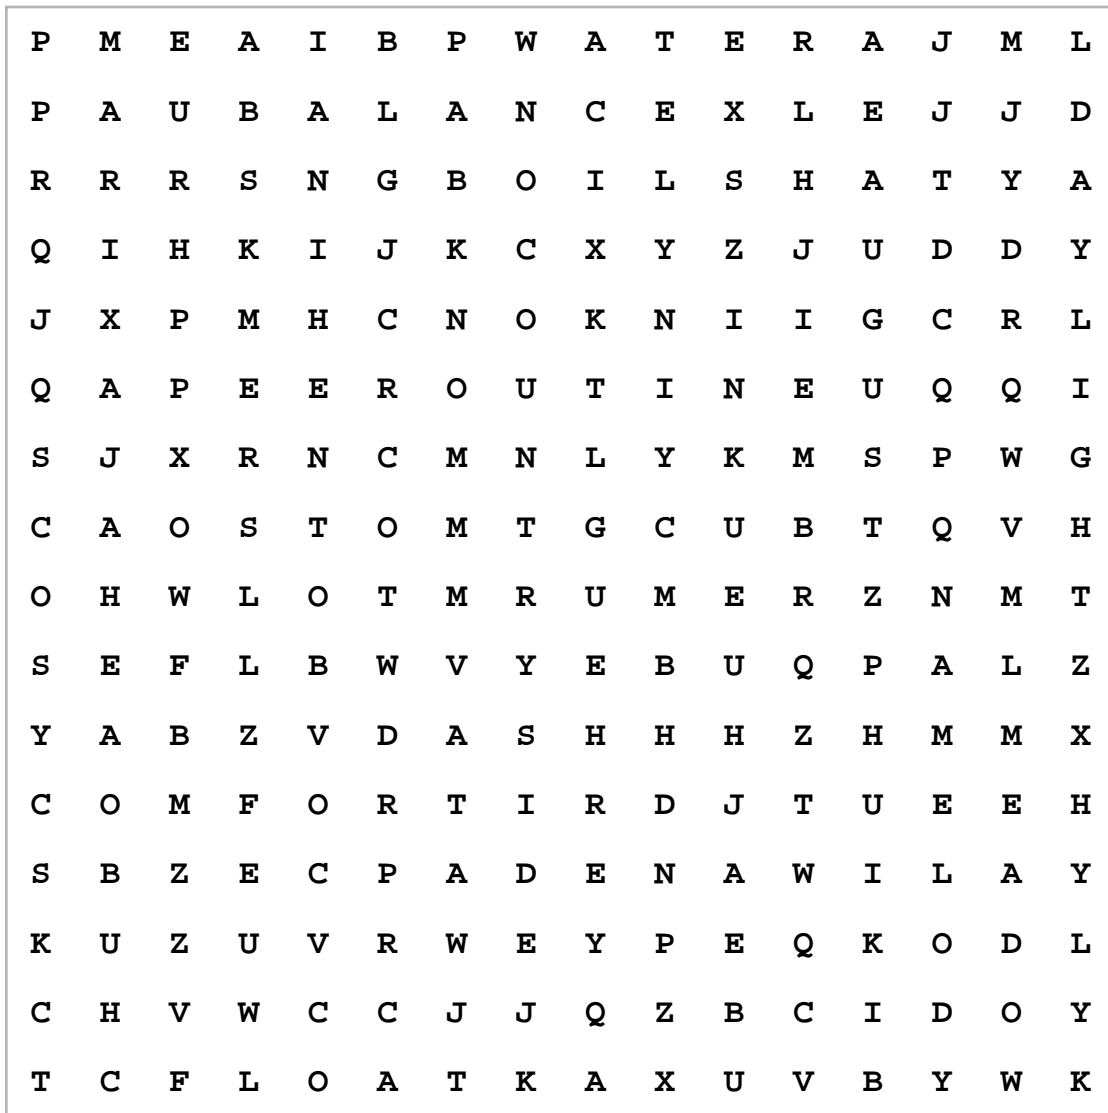 P M E A I B P W A T E R A J M L
P A U B A L A N C E X L E J J D
R R R S N G B O I L S H A T Y A
Q I H K I J K C X Y Z J U D D Y
J X P M H C N O K N I I G C R L
Q A P E E R O U T I N E U Q Q I
S J X R N C M N L Y K M S P W G
C A O S T O M T G C U B T Q V H
O H W L O T M R U M E R Z N M T
S E F L B W V Y E B U Q P A L Z
Y A B Z V D A S H H H Z H M M X
C O M F O R T I R D J T U E E H
S B Z E C P A D E N A W I L A Y
K U Z U V R W E Y P E Q K O D L
C H V W C C J J Q Z B C I D O Y
T C F L O A T K A X U V B Y W K